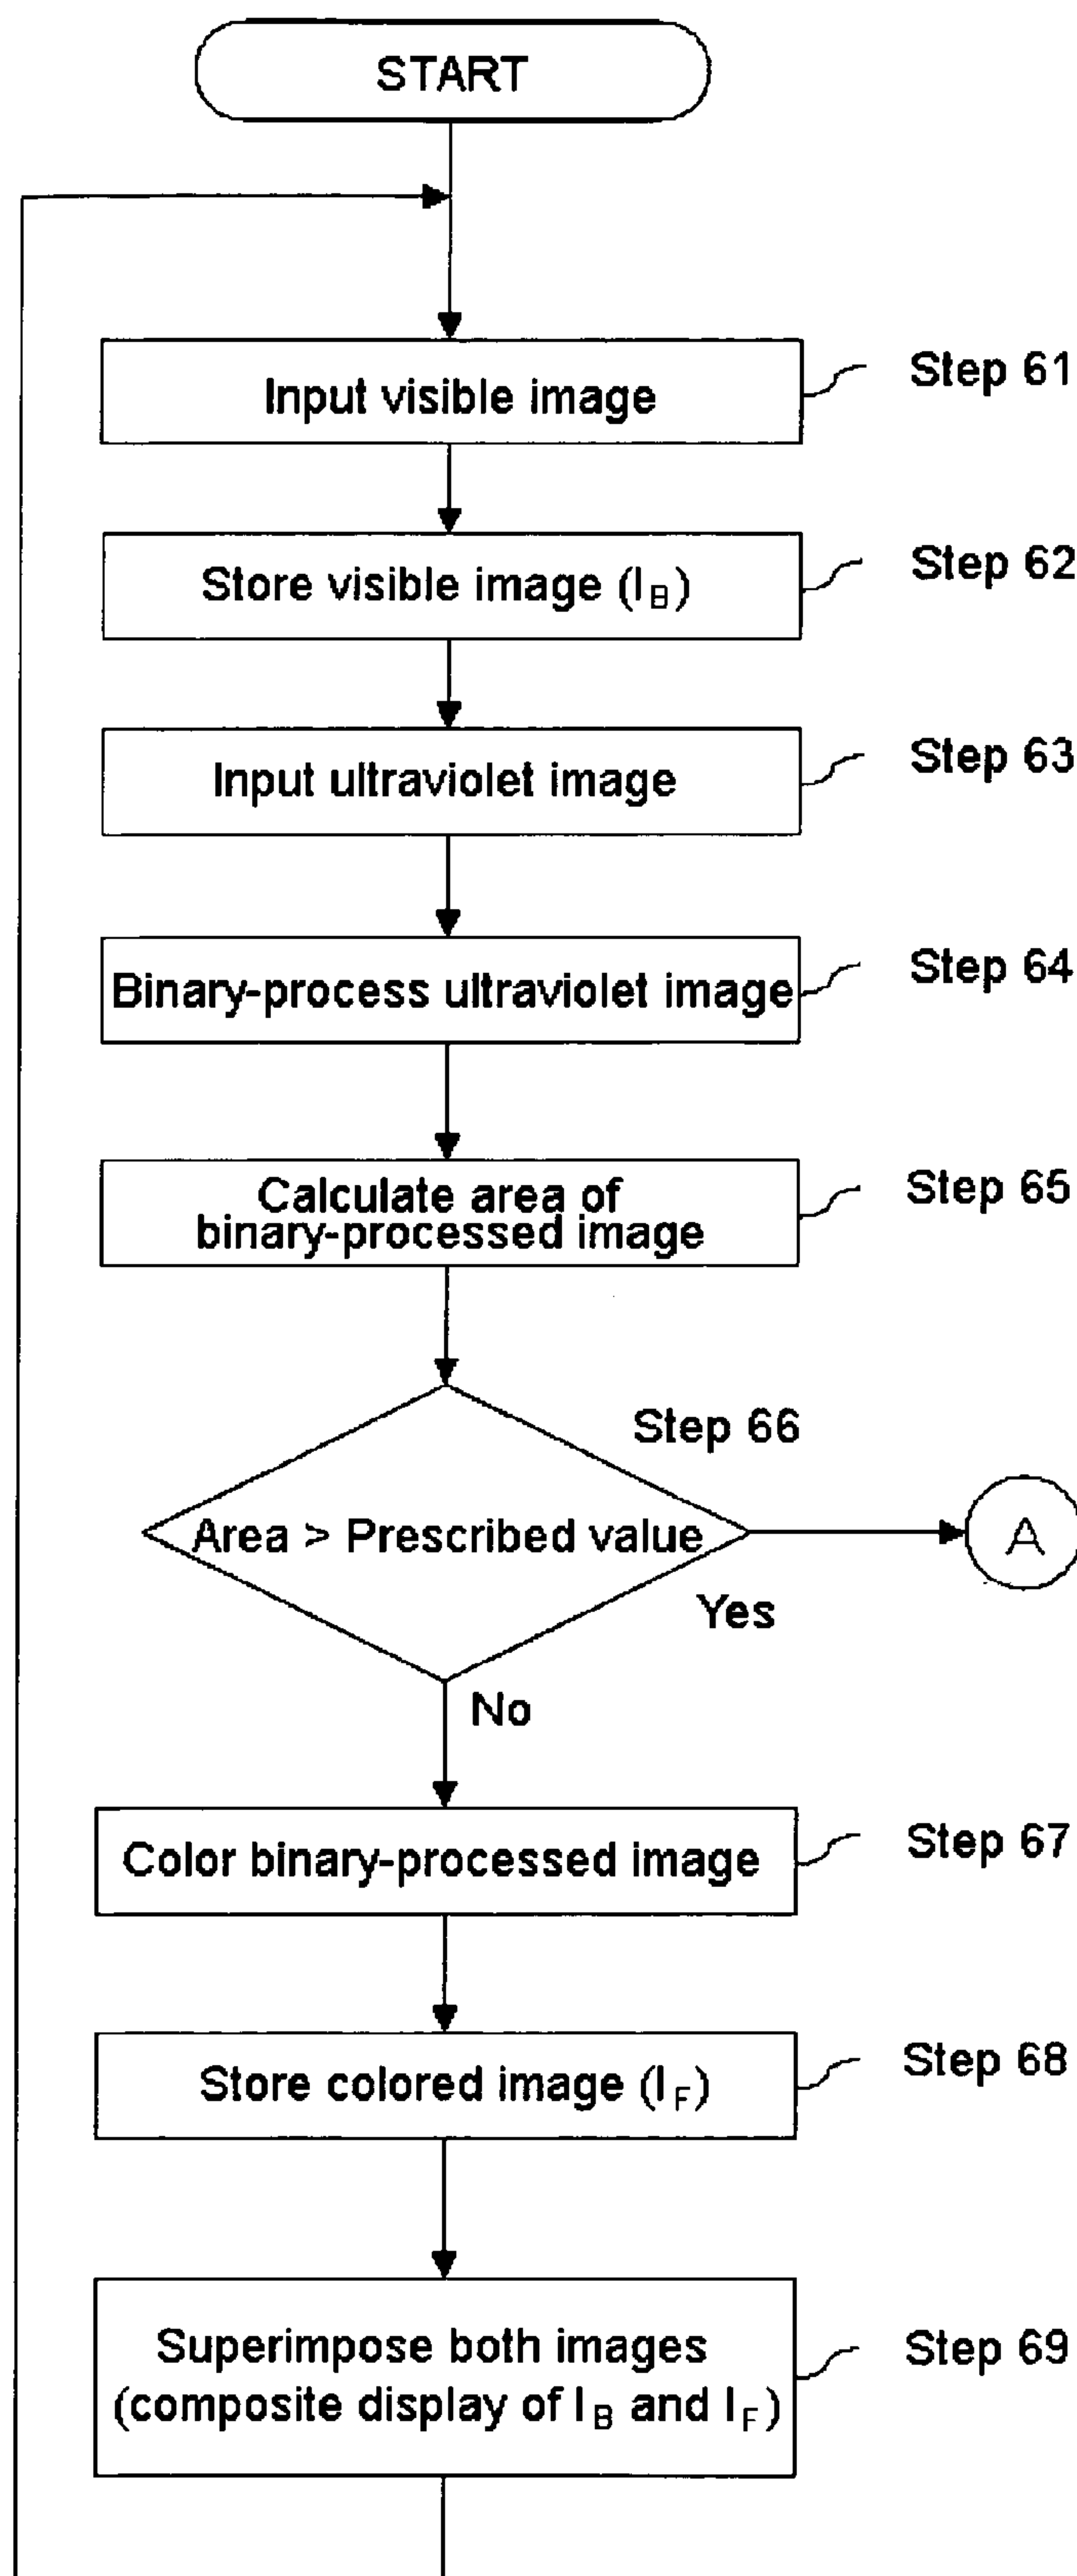 START
Input visible image
Step 61
Store visible image (I_B)
Step 62
Input ultraviolet image
Step 63
Binary-process ultraviolet image
Step 64
Calculate area of
binary-processed image
Step 65
Step 66
Area > Prescribed value
A
Yes
No
Color binary-processed image
Step 67
Store colored image (I_F)
Step 68
Superimpose both images
(composite display of I_B and I_F)
Step 69